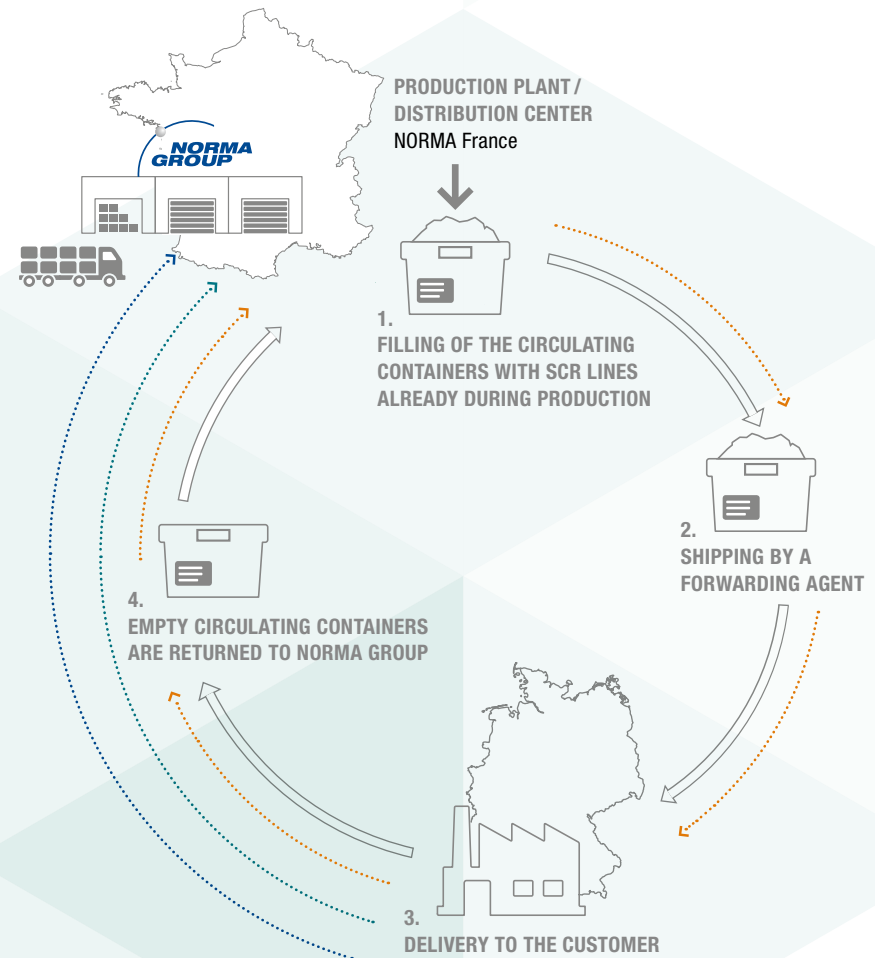 PRODUCTION PLANT /
DISTRIBUTION CENTER
NORMA France
NORMA
GROUP
1.
FILLING OF THE CIRCULATING
CONTAINERS WITH SCR LINES
ALREADY DURING PRODUCTION
2.
SHIPPING BY A
FORWARDING AGENT
4.
EMPTY CIRCULATING CONTAINERS
ARE RETURNED TO NORMA GROUP
3.
DELIVERY TO THE CUSTOMER